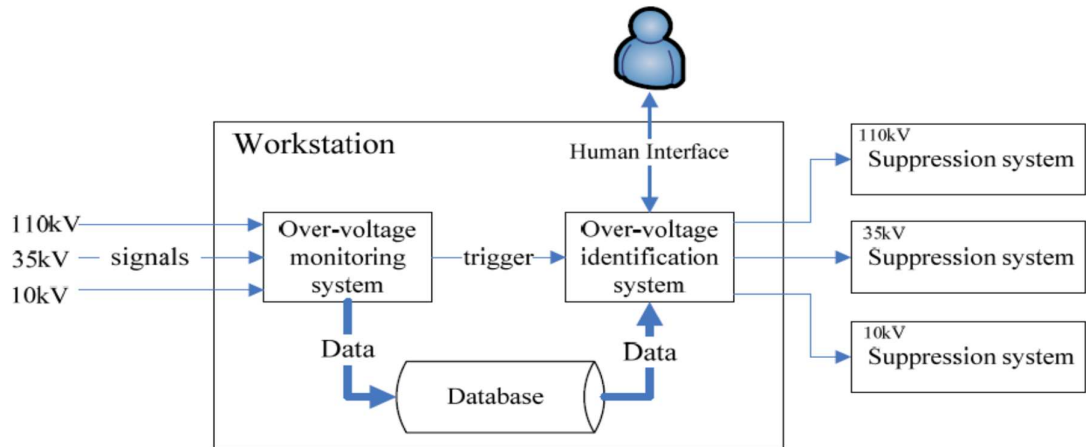 Workstation
Human Interface
110kV
35kV
10kV
signals
Over-voltage
monitoring
system
trigger
Over-voltage
identification
system
110kV
Suppression system
35kV
Suppression system
10kV
Suppression system
Data
Data
Database